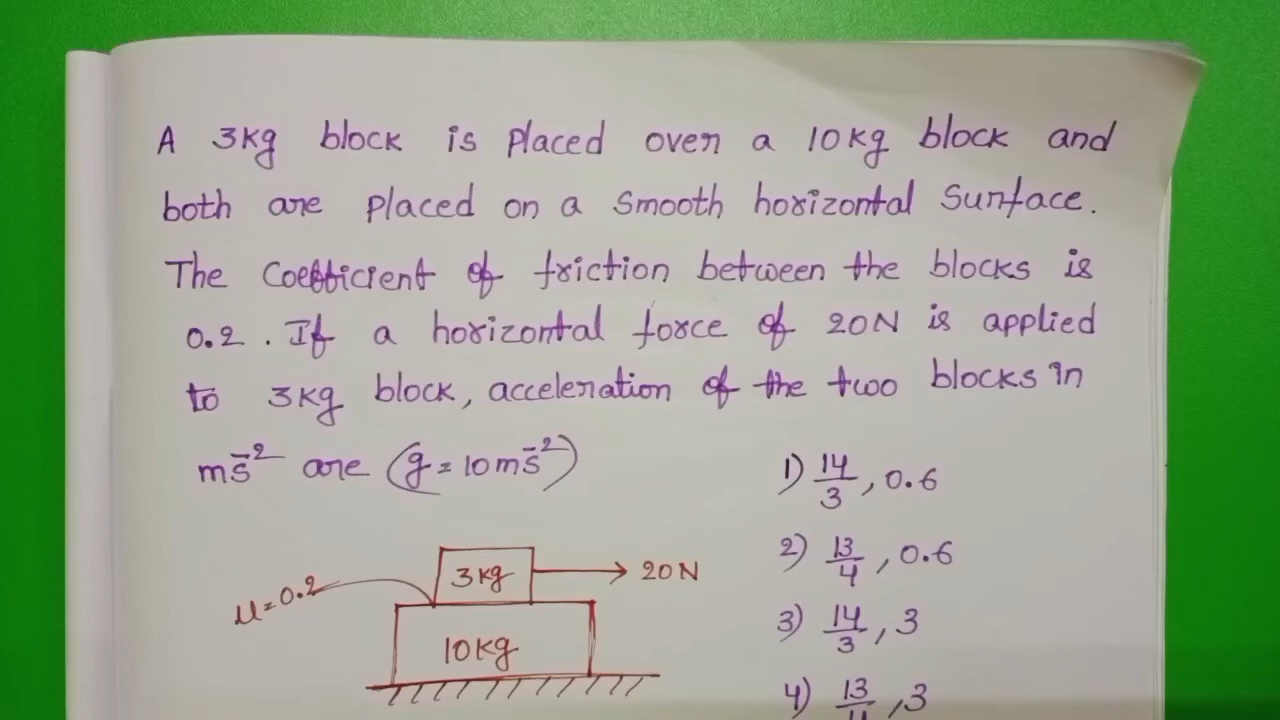 A 3kg block is placed over a 10kg block and
both are placed on a smooth horizontal surface.
The coefficient of friction between the blocks is
0.2. If a horizontal force of 20N is applied
to 3kg block, acceleration of the two blocks in
ms⁻² are (g = 10ms⁻²)
1) 14/3, 0.6
2) 13/4, 0.6
3kg
20N
μ=0.2
3) 14/3, 3
10kg
4) 13/4, 3